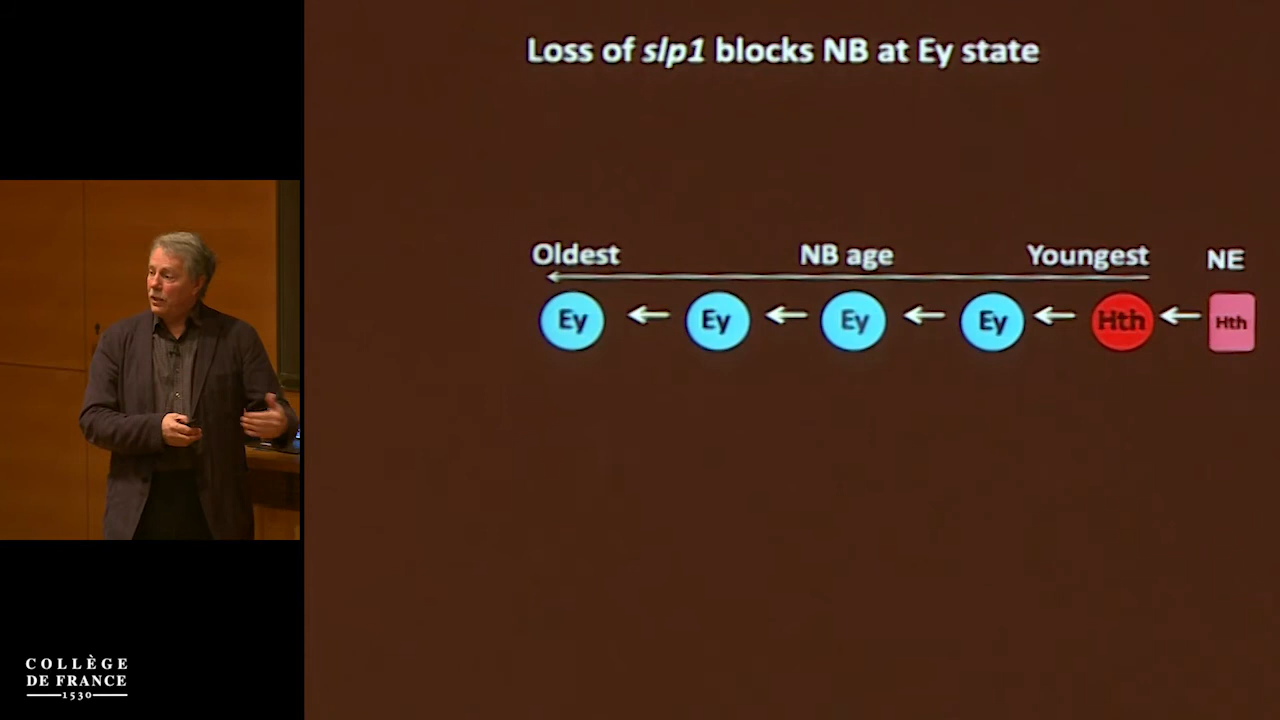 Loss of slp1 blocks NB at Ey state
Oldest NB age Youngest NE
Ey Ey Ey Ey Hth Hth
COLLÈGE
DE FRANCE
1530